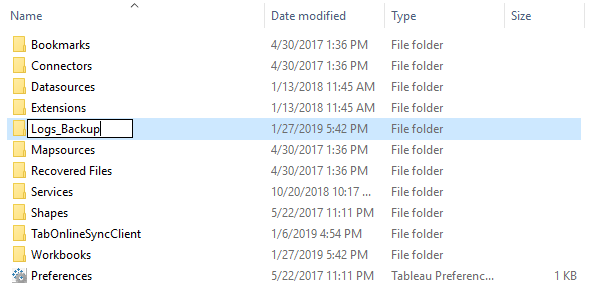 Name Date modified Type Size
Bookmarks 4/30/2017 1:36 PM File folder
Connectors 4/30/2017 1:36 PM File folder
Datasources 1/13/2018 11:45 AM File folder
Extensions 1/13/2018 11:45 AM File folder
Logs_Backup 1/27/2019 5:42 PM File folder
Mapsources 4/30/2017 1:36 PM File folder
Recovered Files 4/30/2017 1:36 PM File folder
Services 10/20/2018 10:17 ... File folder
Shapes 5/22/2017 11:11 PM File folder
TabOnlineSyncClient 1/6/2019 4:54 PM File folder
Workbooks 1/27/2019 5:42 PM File folder
Preferences 5/22/2017 11:11 PM Tableau Preferenc... 1 KB